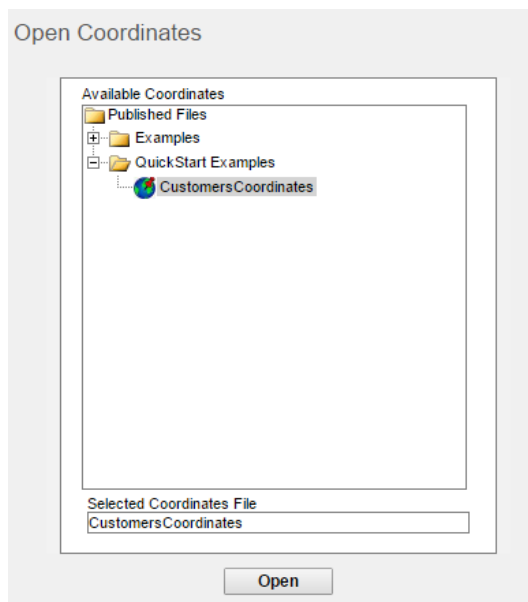 Open Coordinates
Available Coordinates
Published Files
Examples
QuickStart Examples
CustomersCoordinates
Selected Coordinates File
CustomersCoordinates
Open